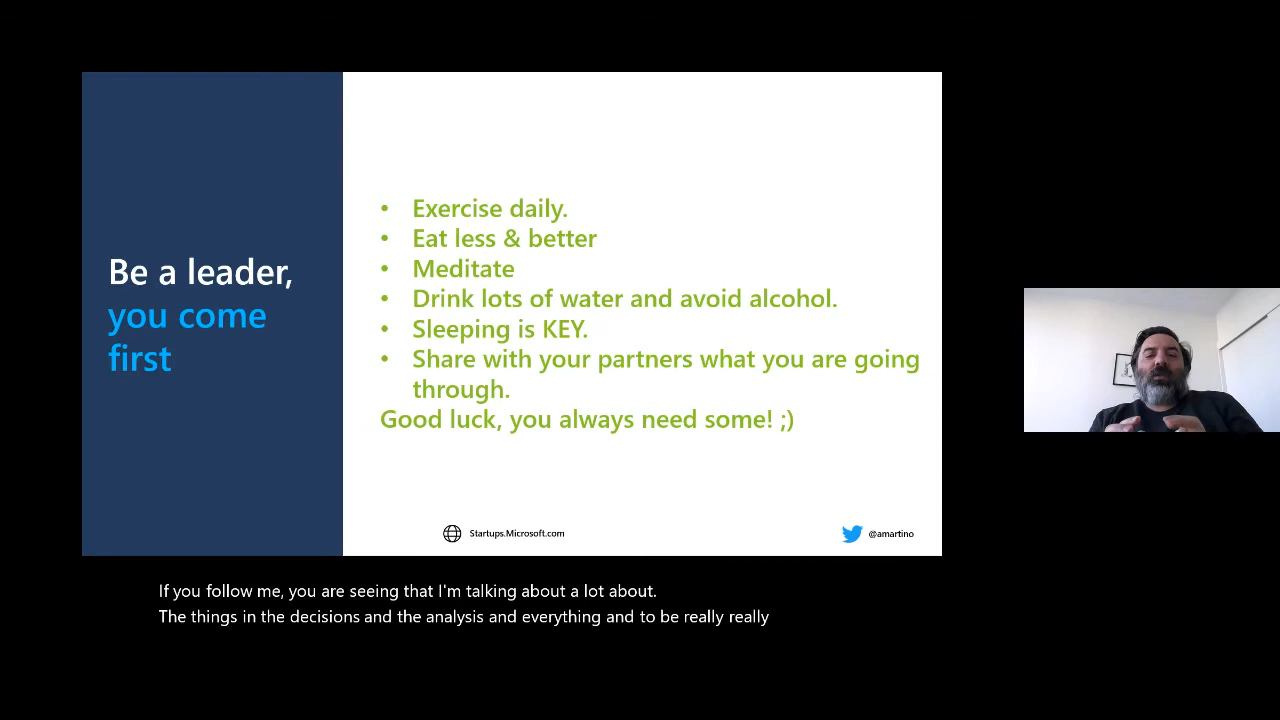 Be a leader,
you come
first
• Exercise daily.
• Eat less & better
• Meditate
• Drink lots of water and avoid alcohol.
• Sleeping is KEY.
• Share with your partners what you are going
through.
Good luck, you always need some! ;)
Startups.Microsoft.com
@amartino
If you follow me, you are seeing that I'm talking about a lot about.
The things in the decisions and the analysis and everything and to be really really